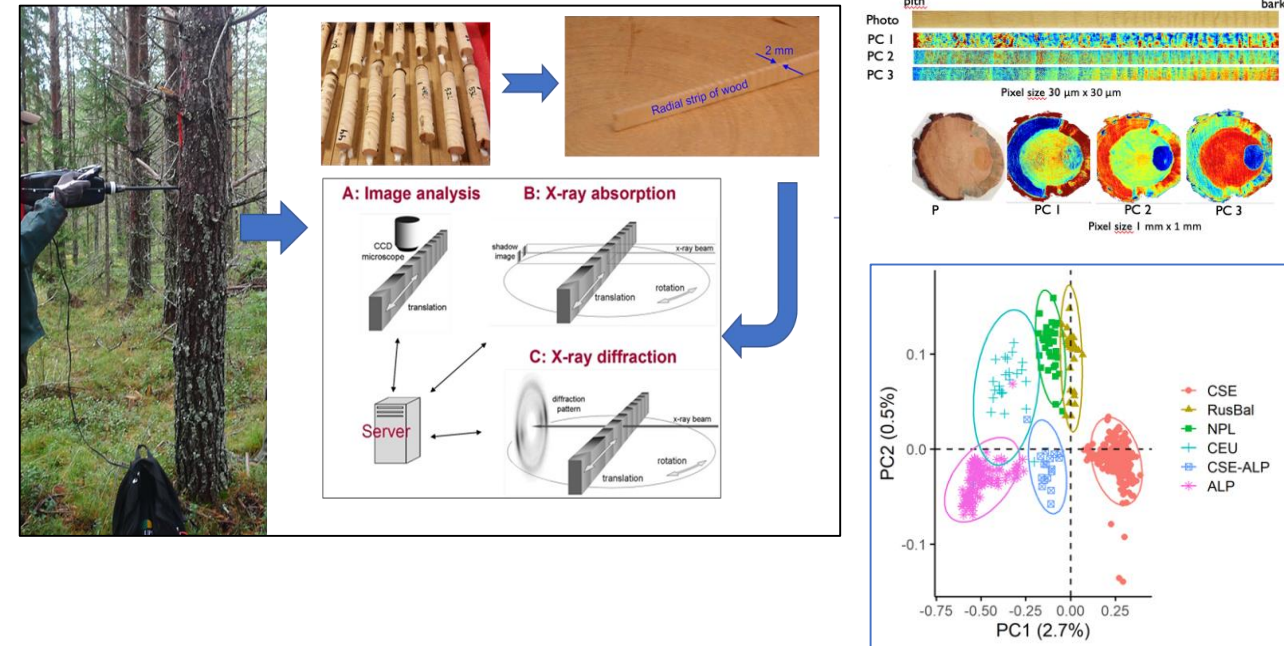 2 mm
Radial strip of wood
A: Image analysis
B: X-ray absorption
CCD
microscope
translation
shadow
image
x-ray beam
translation
rotation
C: X-ray diffraction
Server
diffraction
pattern
x-ray beam
translation
rotation
pith
bark
Photo
PC 1
PC 2
PC 3
Pixel size 30 µm x 30 µm
P
PC 1
PC 2
PC 3
Pixel size 1 mm x 1 mm
PC2 (0.5%)
0.1
0.0
-0.1
-0.75 -0.50 -0.25 0.00 0.25
PC1 (2.7%)
CSE
RusBal
NPL
CEU
CSE-ALP
ALP